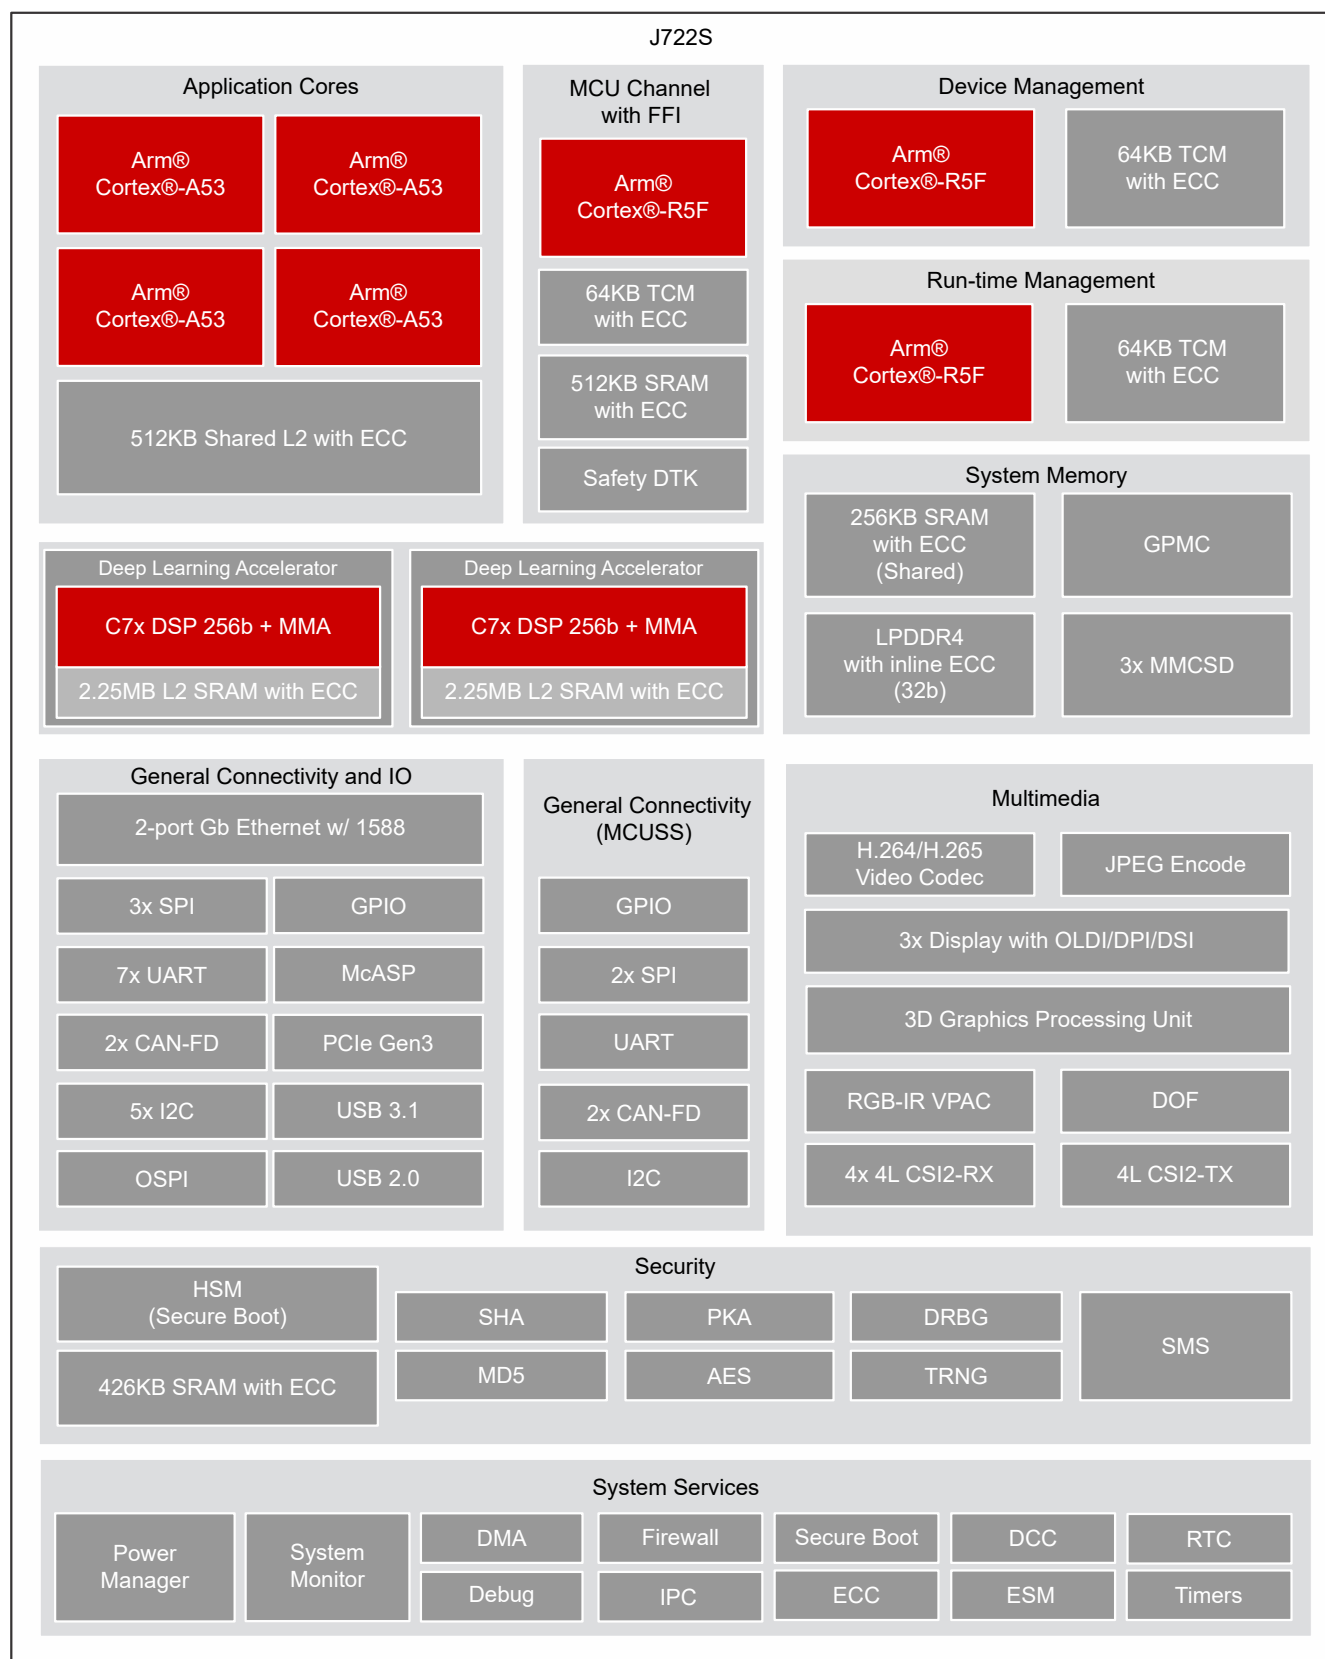 J722S
Application Cores
Arm®
Cortex®-A53
Arm®
Cortex®-A53
Arm®
Cortex®-A53
Arm®
Cortex®-A53
512KB Shared L2 with ECC
MCU Channel
with FFI
Arm®
Cortex®-R5F
64KB TCM
with ECC
512KB SRAM
with ECC
Safety DTK
Device Management
Arm®
Cortex®-R5F
64KB TCM
with ECC
Run-time Management
Arm®
Cortex®-R5F
64KB TCM
with ECC
System Memory
256KB SRAM
with ECC
(Shared)
GPMC
LPDDR4
with inline ECC
(32b)
3x MMCSD
Deep Learning Accelerator
C7x DSP 256b + MMA
2.25MB L2 SRAM with ECC
Deep Learning Accelerator
C7x DSP 256b + MMA
2.25MB L2 SRAM with ECC
General Connectivity and IO
2-port Gb Ethernet w/ 1588
3x SPI
GPIO
7x UART
McASP
2x CAN-FD
PCIe Gen3
5x I2C
USB 3.1
OSPI
USB 2.0
General Connectivity
(MCUSS)
GPIO
2x SPI
UART
2x CAN-FD
I2C
Multimedia
H.264/H.265
Video Codec
JPEG Encode
3x Display with OLDI/DPI/DSI
3D Graphics Processing Unit
RGB-IR VPAC
DOF
4x 4L CSI2-RX
4L CSI2-TX
Security
HSM
(Secure Boot)
426KB SRAM with ECC
SHA
PKA
DRBG
MD5
AES
TRNG
SMS
System Services
Power
Manager
System
Monitor
DMA
Firewall
Secure Boot
DCC
RTC
Debug
IPC
ECC
ESM
Timers